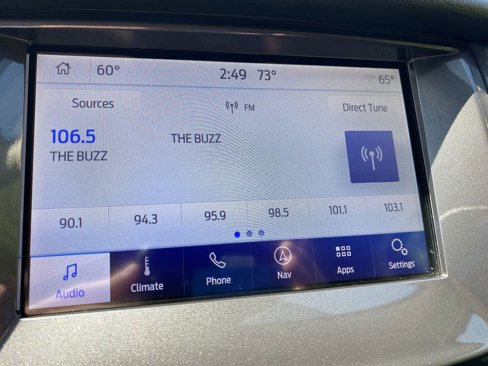 60° 2:49 73° 65°
Sources FM Direct Tune
106.5 THE BUZZ
THE BUZZ
90.1 94.3 95.9 98.5 101.1 103.1
Audio Climate Phone Nav Apps Settings